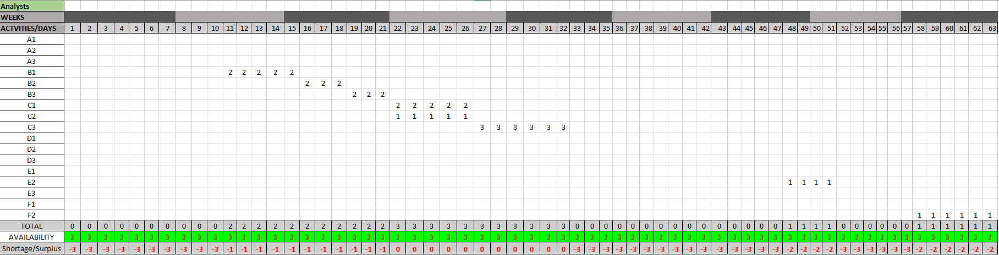 Analysts
WEEKS
ACTVITIES/DAYS 1 2 3 4 5 6 7 8 9 10 11 12 13 14 15 16 17 18 19 20 21 22 23 24 25 26 27 28 29 30 31 32 33 34 35 36 37 38 39 40 41 42 43 44 45 46 47 48 49 50 51 52 53 54 55 56 57 58 59 60 61 62 63
A1
A2
A3
B1 2 2 2 2 2
B2 2 2 2
B3 2 2 2
C1 2 2 2 2 2
C2 1 1 1 1 1
C3 3 3 3 3 3 3
D1
D2
D3
E1
E2 1 1 1 1
E3
F1
F2 1 1 1 1 1 1
TOTAL 0 0 0 0 0 0 0 0 0 0 2 2 2 2 2 2 2 2 2 2 2 3 3 3 3 3 3 3 3 3 3 3 0 0 0 0 0 0 0 0 0 0 0 0 0 0 0 1 1 1 1 0 0 0 0 0 0 1 1 1 1 1 1
AVAILABILITY 3 3 3 3 3 3 3 3 3 3 3 3 3 3 3 3 3 3 3 3 3 3 3 3 3 3 3 3 3 3 3 3 3 3 3 3 3 3 3 3 3 3 3 3 3 3 3 3 3 3 3 3 3 3 3 3 3 3 3 3 3 3 3
Shortage/Surplus -3 -3 -3 -3 -3 -3 -3 -3 -3 -3 -1 -1 -1 -1 -1 -1 -1 -1 -1 -1 -1 0 0 0 0 0 0 0 0 0 0 0 -3 -3 -3 -3 -3 -3 -3 -3 -3 -3 -3 -3 -3 -3 -3 -2 -2 -2 -2 -3 -3 -3 -3 -3 -3 -2 -2 -2 -2 -2 -2